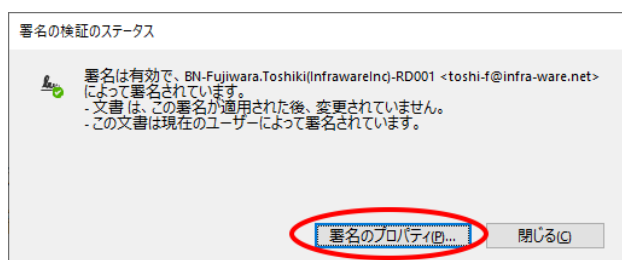 署名の検証のステータス
署名は有効で、BN-Fujiwara.Toshiki(InfrawareInc)-RD001 <toshi-f@infra-ware.net>
によって署名されています。
- 文書 は、この署名が適用された後、変更されていません。
- この文書は現在のユーザーによって署名されています。
署名のプロパティ(P)... 閉じる(C)